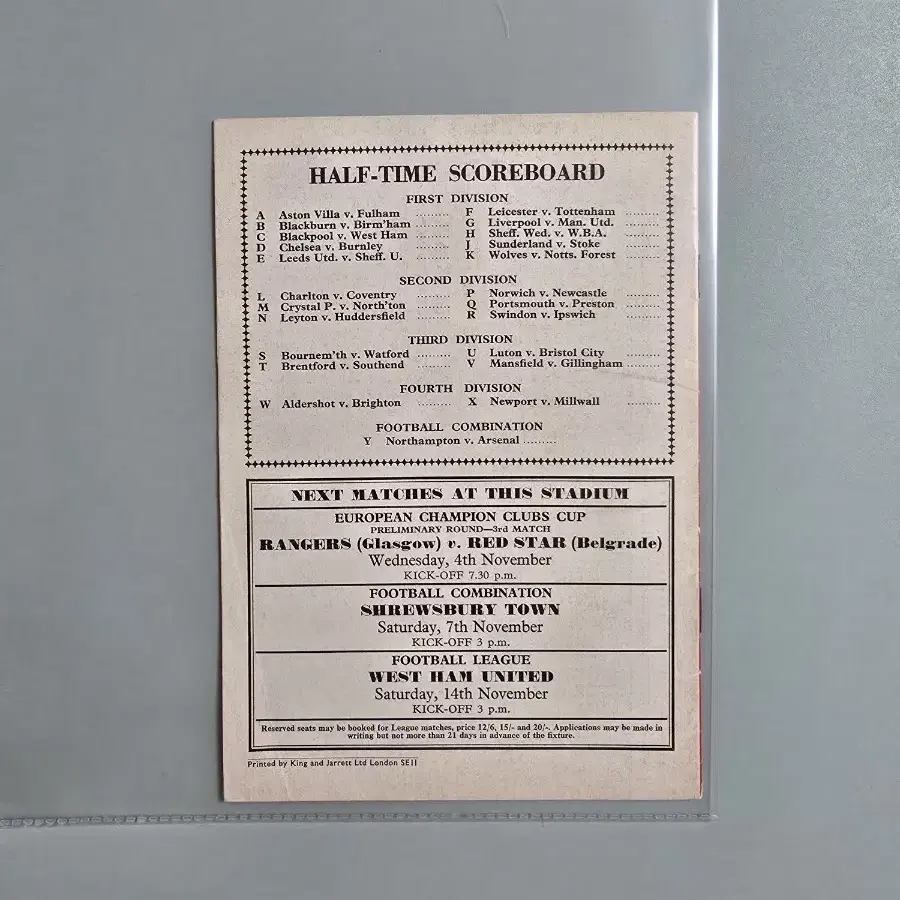 HALF-TIME SCOREBOARD
FIRST DIVISION
A Aston Villa v. Fulham ......... F Leicester v. Tottenham .........
B Blackburn v. Birm'ham ......... G Liverpool v. Man. Utd. .........
C Blackpool v. West Ham ......... H Sheff. Wed. v. W.B.A. .........
D Chelsea v. Burnley ......... J Sunderland v. Stoke .........
E Leeds Utd. v. Sheff. U. ......... K Wolves v. Notts. Forest .........
SECOND DIVISION
L Charlton v. Coventry ......... P Norwich v. Newcastle .........
M Crystal P. v. North'ton ......... Q Portsmouth v. Preston .........
N Leyton v. Huddersfield ......... R Swindon v. Ipswich .........
THIRD DIVISION
S Bournem'th v. Watford ......... U Luton v. Bristol City .........
T Brentford v. Southend ......... V Mansfield v. Gillingham .........
FOURTH DIVISION
W Aldershot v. Brighton ......... X Newport v. Millwall .........
FOOTBALL COMBINATION
Y Northampton v. Arsenal .........
NEXT MATCHES AT THIS STADIUM
EUROPEAN CHAMPION CLUBS CUP
PRELIMINARY ROUND—3rd MATCH
RANGERS (Glasgow) v. RED STAR (Belgrade)
Wednesday, 4th November
KICK-OFF 7.30 p.m.
FOOTBALL COMBINATION
SHREWSBURY TOWN
Saturday, 7th November
KICK-OFF 3 p.m.
FOOTBALL LEAGUE
WEST HAM UNITED
Saturday, 14th November
KICK-OFF 3 p.m.
Reserved seats may be booked for League matches, price 12/6, 15/- and 20/-. Applications may be made in
writing but not more than 21 days in advance of the fixture.
Printed by King and Jarrett Ltd London SE11